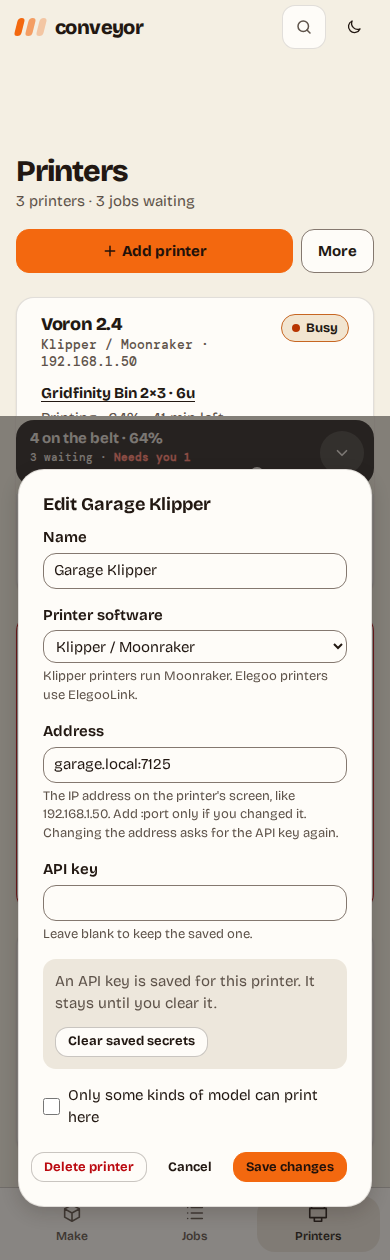 conveyor
Printers
3 printers · 3 jobs waiting
+ Add printer
More
Voron 2.4
Busy
Klipper / Moonraker ·
192.168.1.50
Gridfinity Bin 2×3 · 6u
4 on the belt · 64%
3 waiting · Needs you 1
Edit Garage Klipper
Name
Garage Klipper
Printer software
Klipper / Moonraker
Klipper printers run Moonraker. Elegoo printers
use ElegooLink.
Address
garage.local:7125
The IP address on the printer's screen, like
192.168.1.50. Add :port only if you changed it.
Changing the address asks for the API key again.
API key
Leave blank to keep the saved one.
An API key is saved for this printer. It
stays until you clear it.
Clear saved secrets
Only some kinds of model can print
here
Delete printer
Cancel
Save changes
Make
Jobs
Printers